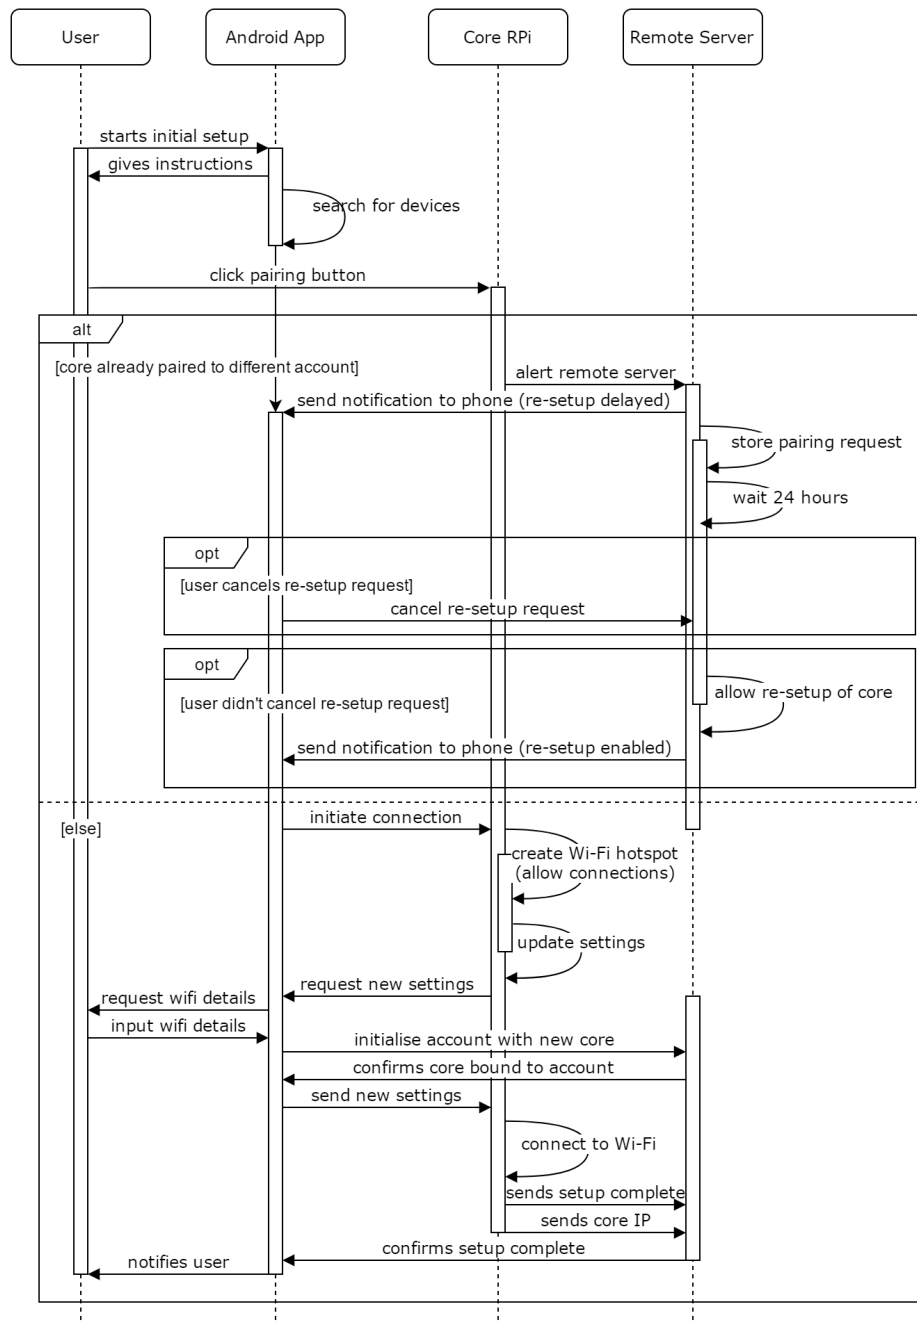 User
Android App
Core RPi
Remote Server
starts initial setup
gives instructions
search for devices
click pairing button
alt
[core already paired to different account]
alert remote server
send notification to phone (re-setup delayed)
store pairing request
wait 24 hours
opt
[user cancels re-setup request]
cancel re-setup request
opt
[user didn't cancel re-setup request]
allow re-setup of core
send notification to phone (re-setup enabled)
[else]
initiate connection
create Wi-Fi hotspot
(allow connections)
update settings
request new settings
request wifi details
input wifi details
initialise account with new core
confirms core bound to account
send new settings
connect to Wi-Fi
sends setup complete
sends core IP
confirms setup complete
notifies user